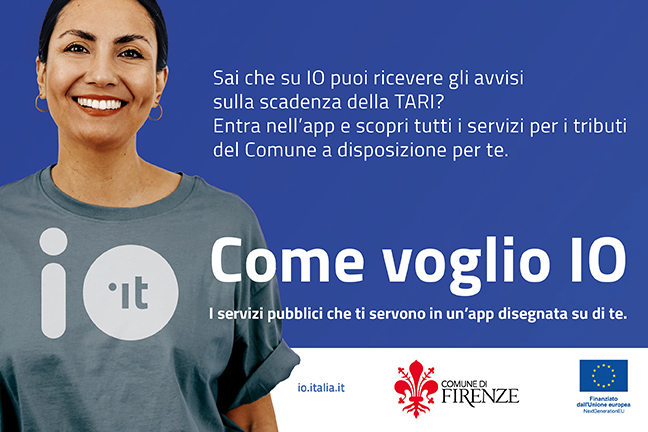 Sai che su IO puoi ricevere gli avvisi
sulla scadenza della TARI?
Entra nell'app e scopri tutti i servizi per i tributi
del Comune a disposizione per te.
io
·it
Come voglio IO
I servizi pubblici che ti servono in un'app disegnata su di te.
io.italia.it
COMUNE DI
FIRENZE
Finanziato
dall'Unione europea
NextGenerationEU